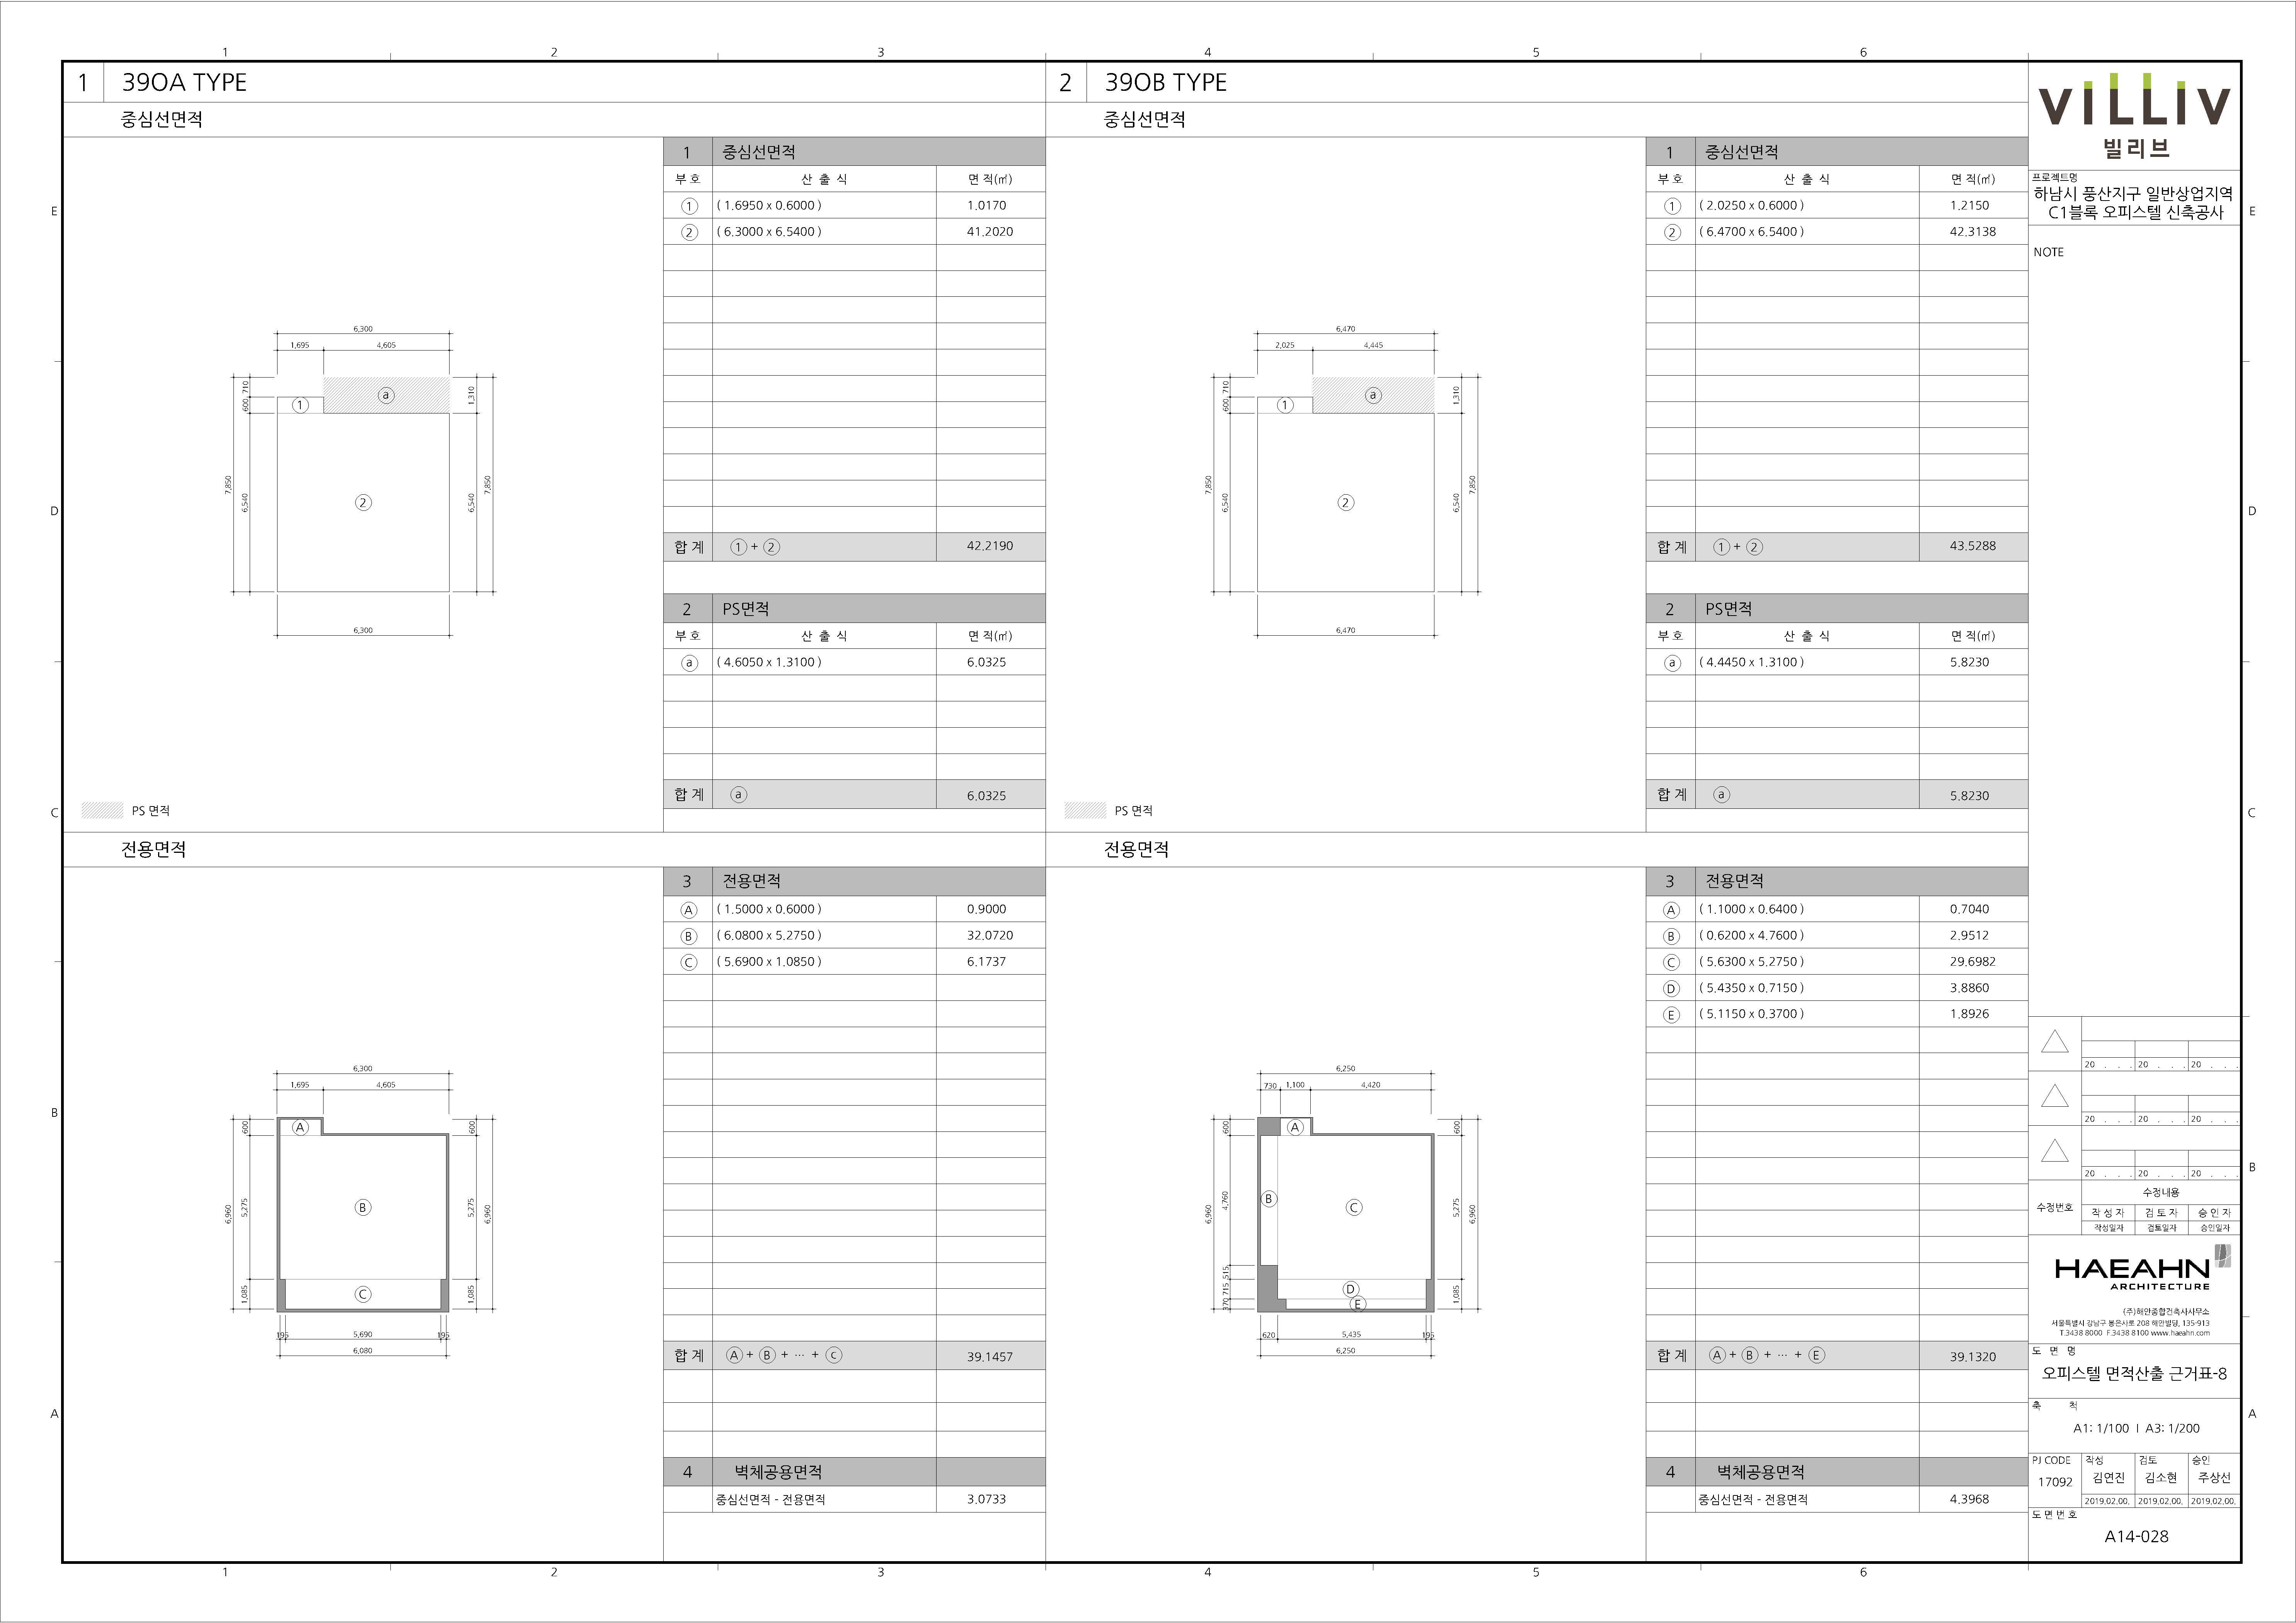 1 2 3 4 5 6
1 39OA TYPE
중심선면적
1 중심선면적
부 호 산 출 식 면 적(㎡)
① ( 1.6950 x 0.6000 ) 1.0170
② ( 6.3000 x 6.5400 ) 41.2020
합 계 ① + ② 42.2190
2 PS면적
부 호 산 출 식 면 적(㎡)
ⓐ ( 4.6050 x 1.3100 ) 6.0325
합 계 ⓐ 6.0325
6,300
1,695 4,605
710
600
1,310
ⓐ
①
②
7,850
6,540
6,540
7,850
6,300
PS 면적
전용면적
3 전용면적
Ⓐ ( 1.5000 x 0.6000 ) 0.9000
Ⓑ ( 6.0800 x 5.2750 ) 32.0720
Ⓒ ( 5.6900 x 1.0850 ) 6.1737
합 계 Ⓐ + Ⓑ + ··· + Ⓒ 39.1457
4 벽체공용면적
중심선면적 - 전용면적 3.0733
6,300
1,695 4,605
600
600
Ⓐ
Ⓑ
Ⓒ
6,960
5,275
5,275
6,960
1,085
1,085
195 5,690 195
6,080
2 39OB TYPE
중심선면적
1 중심선면적
부 호 산 출 식 면 적(㎡)
① ( 2.0250 x 0.6000 ) 1.2150
② ( 6.4700 x 6.5400 ) 42.3138
합 계 ① + ② 43.5288
2 PS면적
부 호 산 출 식 면 적(㎡)
ⓐ ( 4.4450 x 1.3100 ) 5.8230
합 계 ⓐ 5.8230
6,470
2,025 4,445
710
600
1,310
ⓐ
①
②
7,850
6,540
6,540
7,850
6,470
PS 면적
전용면적
3 전용면적
Ⓐ ( 1.1000 x 0.6400 ) 0.7040
Ⓑ ( 0.6200 x 4.7600 ) 2.9512
Ⓒ ( 5.6300 x 5.2750 ) 29.6982
Ⓓ ( 5.4350 x 0.7150 ) 3.8860
Ⓔ ( 5.1150 x 0.3700 ) 1.8926
합 계 Ⓐ + Ⓑ + ··· + Ⓔ 39.1320
4 벽체공용면적
중심선면적 - 전용면적 4.3968
6,250
730 1,100 4,420
600
600
Ⓐ
Ⓑ
Ⓒ
Ⓓ
Ⓔ
6,960
4,760
5,275
6,960
515
715
370
1,085
620 5,435 195
6,250
VILLIV
빌리브
프로젝트명
하남시 풍산지구 일반상업지역
C1블록 오피스텔 신축공사
NOTE
20 . . . 20 . . . 20 . . .
20 . . . 20 . . . 20 . . .
20 . . . 20 . . . 20 . . .
수정번호 수정내용
작 성 자 검 토 자 승 인 자
작성일자 검토일자 승인일자
HAEAHN
ARCHITECTURE
(주)해안종합건축사사무소
서울특별시 강남구 봉은사로 208 해안빌딩, 135-913
T.3438 8000 F.3438 8100 www.haeahn.com
도 면 명
오피스텔 면적산출 근거표-8
축 척
A1: 1/100 I A3: 1/200
PJ CODE 작성 검토 승인
17092 김연진 김소현 주상선
2019.02.00. 2019.02.00. 2019.02.00.
도 면 번 호
A14-028
E E
D D
C C
B B
A A
1 2 3 4 5 6